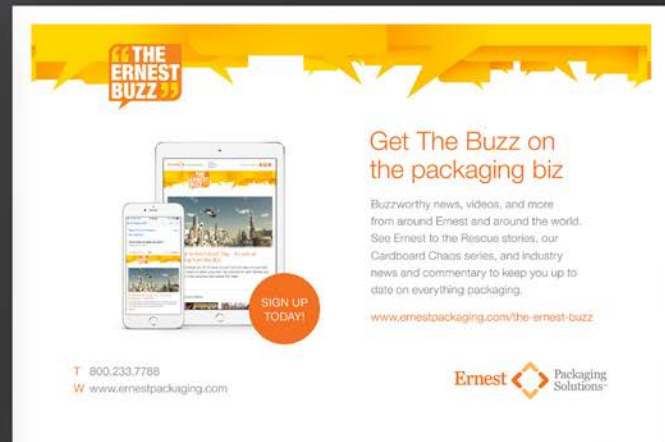 “THE
ERNEST
BUZZ”
Get The Buzz on
the packaging biz
Buzzworthy news, videos, and more
from around Ernest and around the world.
See Ernest to the Rescue stories, our
Cardboard Chaos series, and industry
news and commentary to keep you up to
date on everything packaging.
www.ernestpackaging.com/the-ernest-buzz
SIGN UP
TODAY!
T 800.233.7788
W www.ernestpackaging.com
Ernest Packaging
Solutions